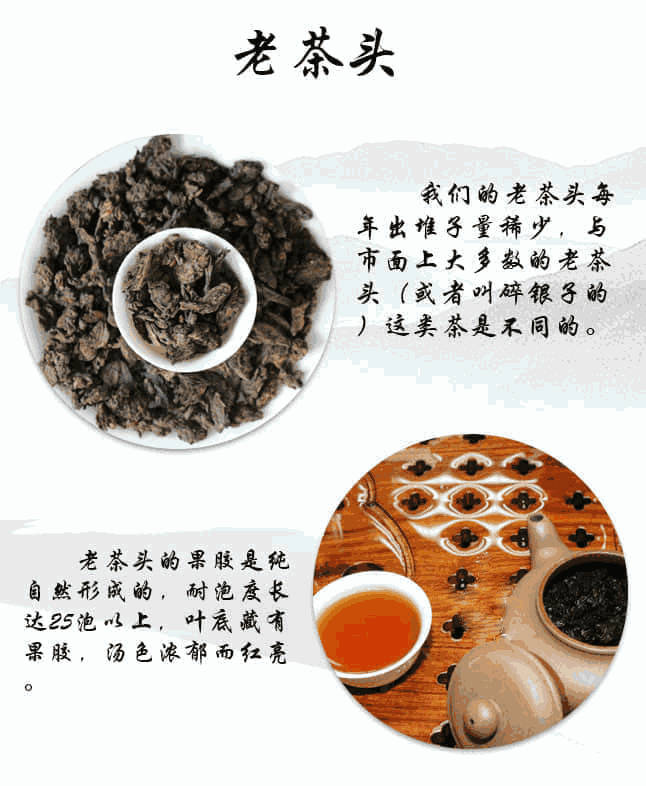 老茶头
我们的老茶头每
年出堆子量稀少，与
市面上大多数的老茶
头（或者叫碎银子的
）这类茶是不同的。
老茶头的果胶是纯
自然形成的，耐泡度长
达25泡以上，叶底藏有
果胶，汤色浓郁而红亮
。